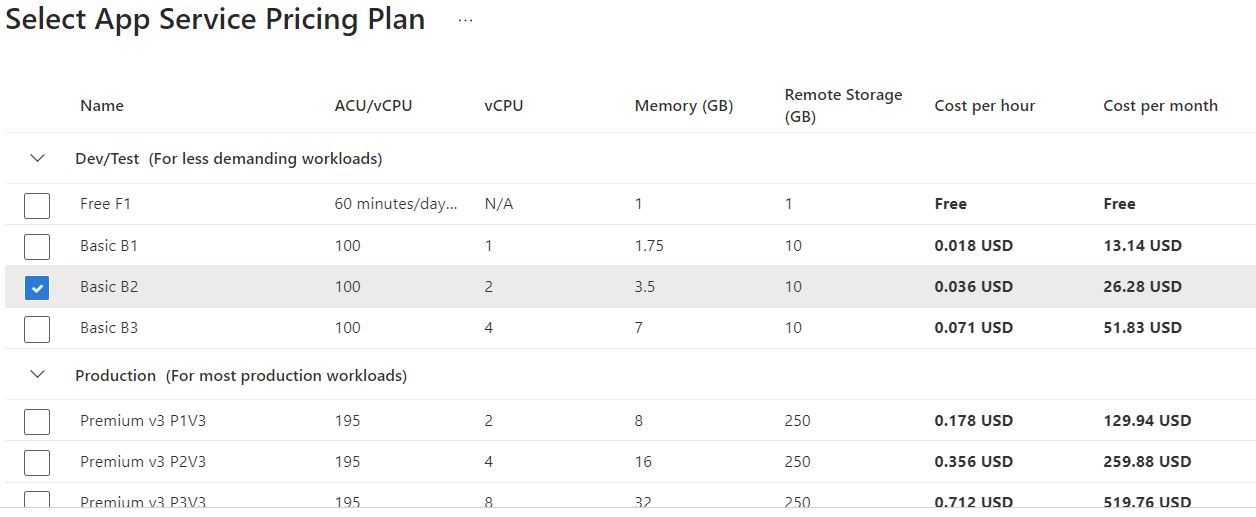 Select App Service Pricing Plan ...
Name ACU/vCPU vCPU Memory (GB) Remote Storage (GB) Cost per hour Cost per month
Dev/Test (For less demanding workloads)
Free F1 60 minutes/day... N/A 1 1 Free Free
Basic B1 100 1 1.75 10 0.018 USD 13.14 USD
Basic B2 100 2 3.5 10 0.036 USD 26.28 USD
Basic B3 100 4 7 10 0.071 USD 51.83 USD
Production (For most production workloads)
Premium v3 P1V3 195 2 8 250 0.178 USD 129.94 USD
Premium v3 P2V3 195 4 16 250 0.356 USD 259.88 USD
Premium v3 P3V3 195 8 32 250 0.712 USD 519.76 USD